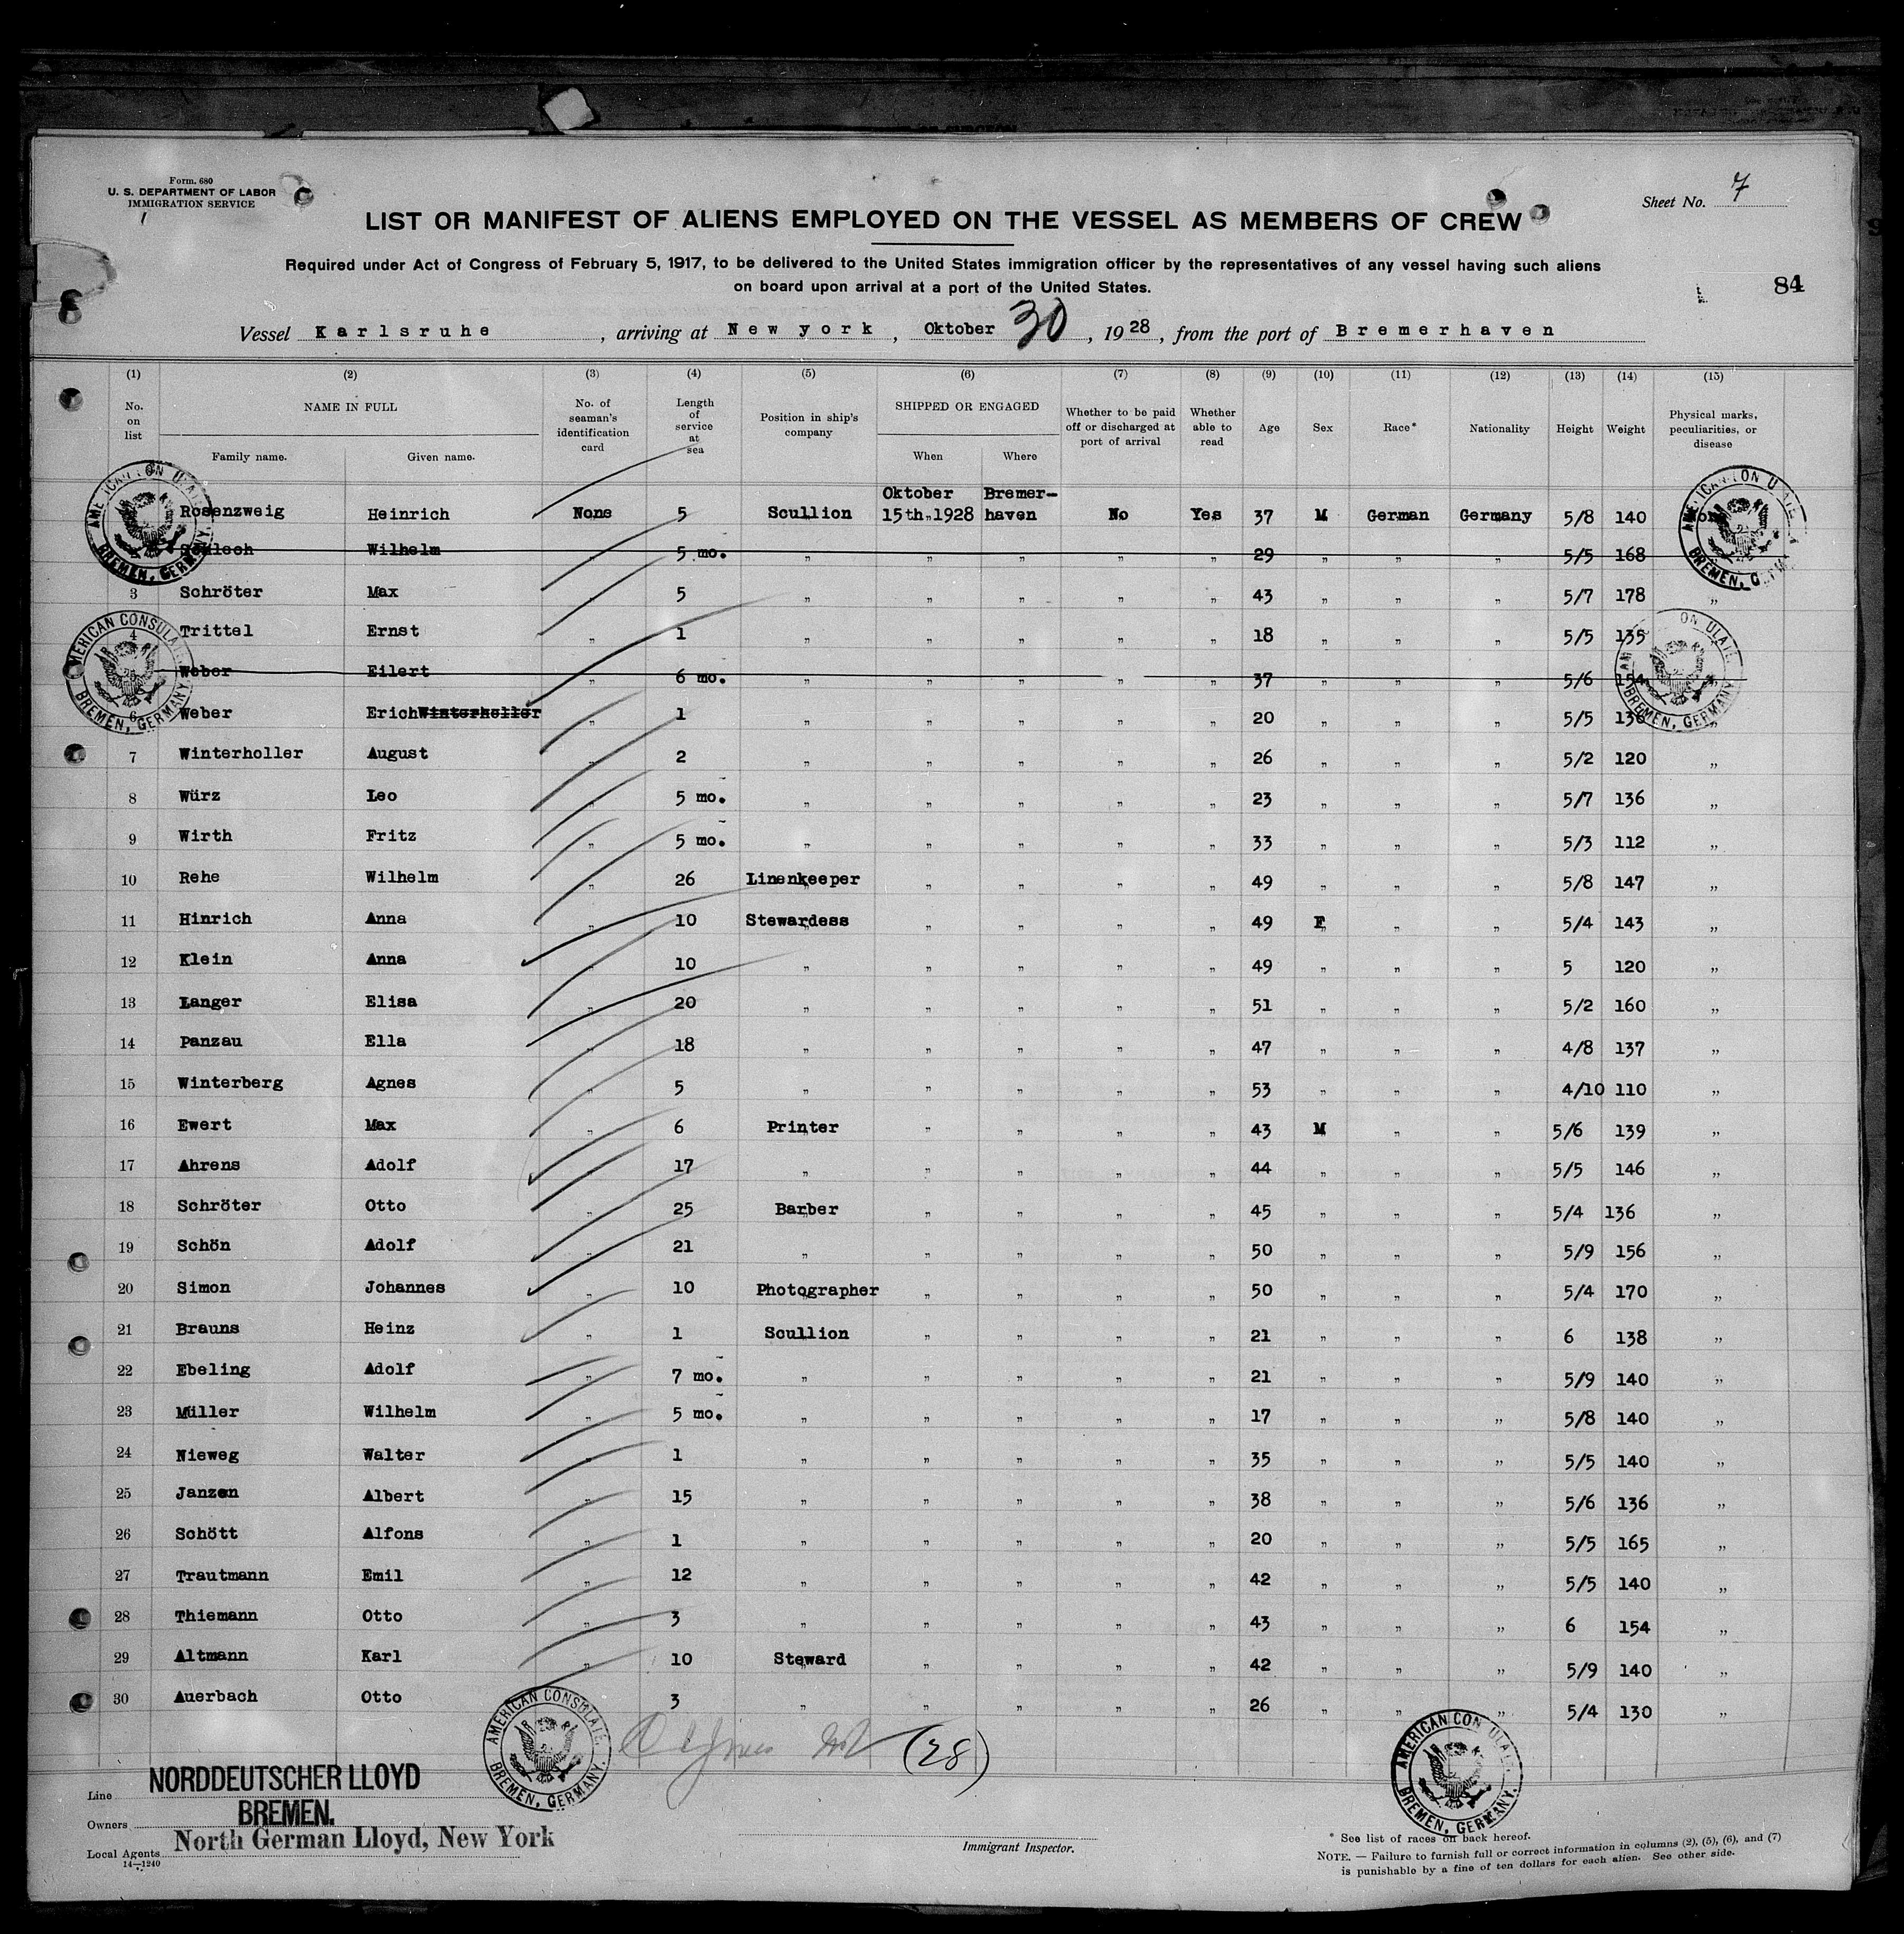 Form. 680
U. S. DEPARTMENT OF LABOR
IMMIGRATION SERVICE
Sheet No. 7
LIST OR MANIFEST OF ALIENS EMPLOYED ON THE VESSEL AS MEMBERS OF CREW
Required under Act of Congress of February 5, 1917, to be delivered to the United States immigration officer by the representatives of any vessel having such aliens
on board upon arrival at a port of the United States.
84
Vessel Karlsruhe, arriving at New york, Oktober 30, 1928, from the port of Bremerhaven
(1) (2) (3) (4) (5) (6) (7) (8) (9) (10) (11) (12) (13) (14) (15)
No. on list NAME IN FULL Family name. Given name. No. of seaman's identification card Length of service at sea Position in ship's company SHIPPED OR ENGAGED When Where Whether to be paid off or discharged at port of arrival Whether able to read Age Sex Race* Nationality Height Weight Physical marks, peculiarities, or disease
Rosenzweig Heinrich None 5 Scullion Oktober 15th.1928 Bremer-haven No Yes 37 M German Germany 5/8 140
Wilhelm 5 mo. „ „ „ „ „ 29 „ „ „ 5/5 168
3 Schröter Max „ 5 „ „ „ „ „ 43 „ „ „ 5/7 178 „
4 Trittel Ernst „ 1 „ „ „ „ „ 18 „ „ „ 5/5 135
Weber Eilert „ 6 mo. „ „ „ „ „ 37 „ „ „ 5/6 154 „
6 Weber Erich Winterholler „ 1 „ „ „ „ „ 20 „ „ „ 5/5 136 „
7 Winterholler August „ 2 „ „ „ „ „ 26 „ „ „ 5/2 120 „
8 Würz Leo „ 5 mo. „ „ „ „ „ 23 „ „ „ 5/7 136 „
9 Wirth Fritz „ 5 mo. „ „ „ „ „ 33 „ „ „ 5/3 112 „
10 Rehe Wilhelm „ 26 Linenkeeper „ „ „ „ 49 „ „ „ 5/8 147 „
11 Hinrich Anna „ 10 Stewardess „ „ „ „ 49 F „ „ 5/4 143 „
12 Klein Anna „ 10 „ „ „ „ „ 49 „ „ „ 5 120 „
13 Langer Elisa „ 20 „ „ „ „ „ 51 „ „ „ 5/2 160 „
14 Panzau Ella „ 18 „ „ „ „ „ 47 „ „ „ 4/8 137 „
15 Winterberg Agnes „ 5 „ „ „ „ „ 53 „ „ „ 4/10 110 „
16 Ewert Max „ 6 Printer „ „ „ „ 43 M „ „ 5/6 139 „
17 Ahrens Adolf „ 17 „ „ „ „ „ 44 „ „ „ 5/5 146 „
18 Schröter Otto „ 25 Barber „ „ „ „ 45 „ „ „ 5/4 136 „
19 Schön Adolf „ 21 „ „ „ „ „ 50 „ „ „ 5/9 156 „
20 Simon Johannes „ 10 Photographer „ „ „ „ 50 „ „ „ 5/4 170 „
21 Brauns Heinz „ 1 Scullion „ „ „ „ 21 „ „ „ 6 138 „
22 Ebeling Adolf „ 7 mo. „ „ „ „ „ 21 „ „ „ 5/9 140 „
23 Müller Wilhelm „ 5 mo. „ „ „ „ „ 17 „ „ „ 5/8 140 „
24 Nieweg Walter „ 1 „ „ „ „ „ 35 „ „ „ 5/5 140 „
25 Janzen Albert „ 15 „ „ „ „ „ 38 „ „ „ 5/6 136 „
26 Schött Alfons „ 1 „ „ „ „ „ 20 „ „ „ 5/5 165 „
27 Trautmann Emil „ 12 „ „ „ „ „ 42 „ „ „ 5/5 140 „
28 Thiemann Otto „ 3 „ „ „ „ „ 43 „ „ „ 6 154 „
29 Altmann Karl „ 10 Steward „ „ „ „ 42 „ „ „ 5/9 140 „
30 Auerbach Otto 3 „ „ „ „ „ 26 „ „ „ 5/4 130 „
AMERICAN CONSULATE. BREMEN, GERMANY.
AMERICAN CONSULATE. BREMEN, GERMANY.
AMERICAN CONSULATE. BREMEN, GERMANY.
AMERICAN CONSULATE. BREMEN, GERMANY.
AMERICAN CONSULATE. BREMEN, GERMANY.
AMERICAN CONSULATE. BREMEN, GERMANY.
(28)
Line NORDDEUTSCHER LLOYD
Owners BREMEN.
Local Agents North German Lloyd, New York
14—1240
Immigrant Inspector.
* See list of races on back hereof.
NOTE. — Failure to furnish full or correct information in columns (2), (5), (6), and (7)
is punishable by a fine of ten dollars for each alien. See other side.